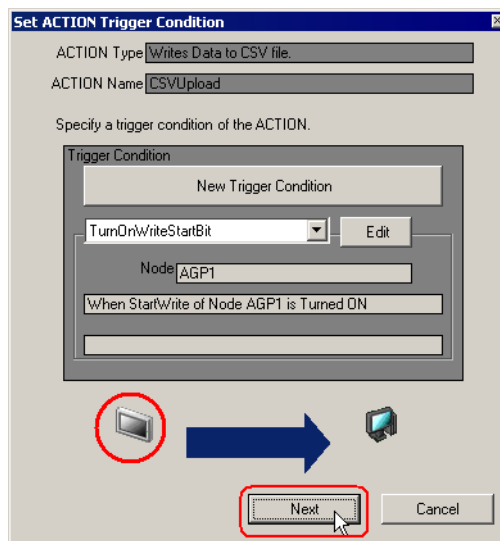 Set ACTION Trigger Condition
ACTION Type Writes Data to CSV file.
ACTION Name CSVUpload
Specify a trigger condition of the ACTION.
Trigger Condition
New Trigger Condition
TurnOnWriteStartBit Edit
Node AGP1
When StartWrite of Node AGP1 is Turned ON
Next Cancel